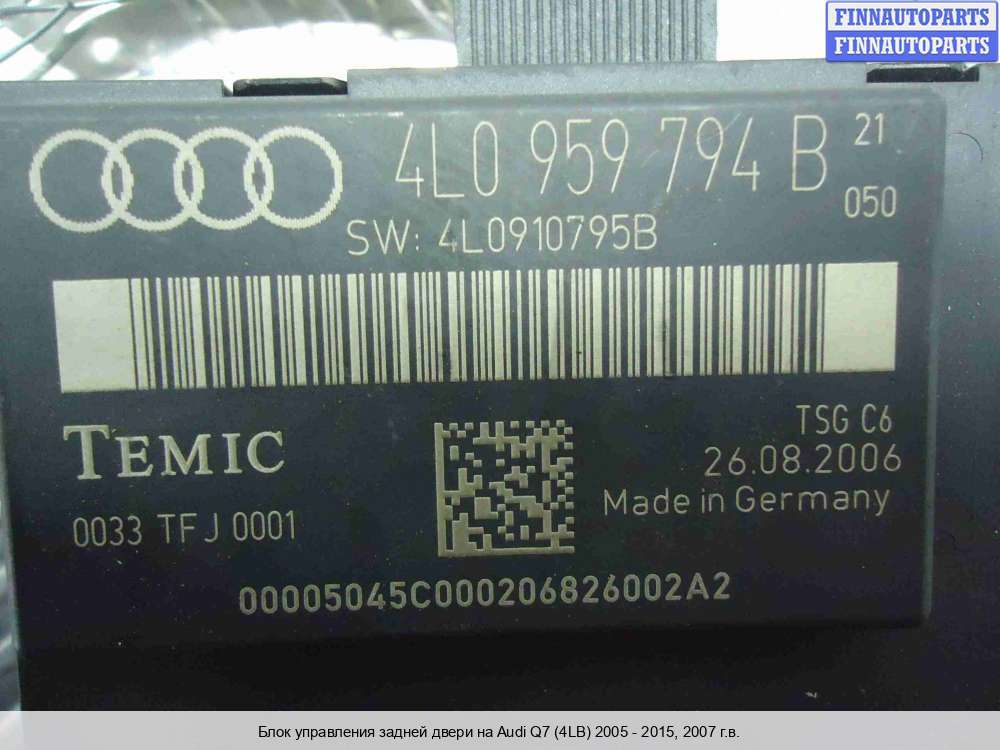 FINNAUTOPARTS
FINNAUTOPARTS
4L0 959 794 B 21
050
SW: 4L0910795B
TEMIC
TSG C6
26.08.2006
Made in Germany
0033 TFJ 0001
00005045C000206826002A2
Блок управления задней двери на Audi Q7 (4LB) 2005 - 2015, 2007 г.в.